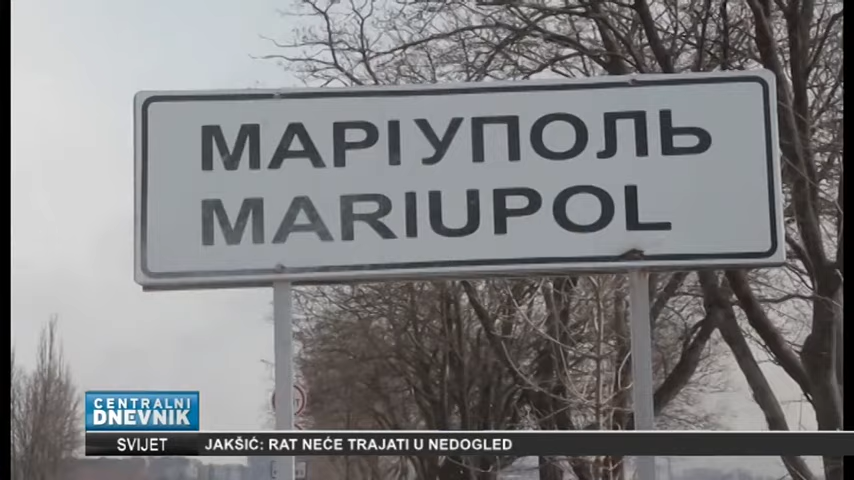 МАРІУПОЛЬ
MARIUPOL
CENTRALNI
DNEVNIK
SVIJET
JAKŠIĆ: RAT NEĆE TRAJATI U NEDOGLED